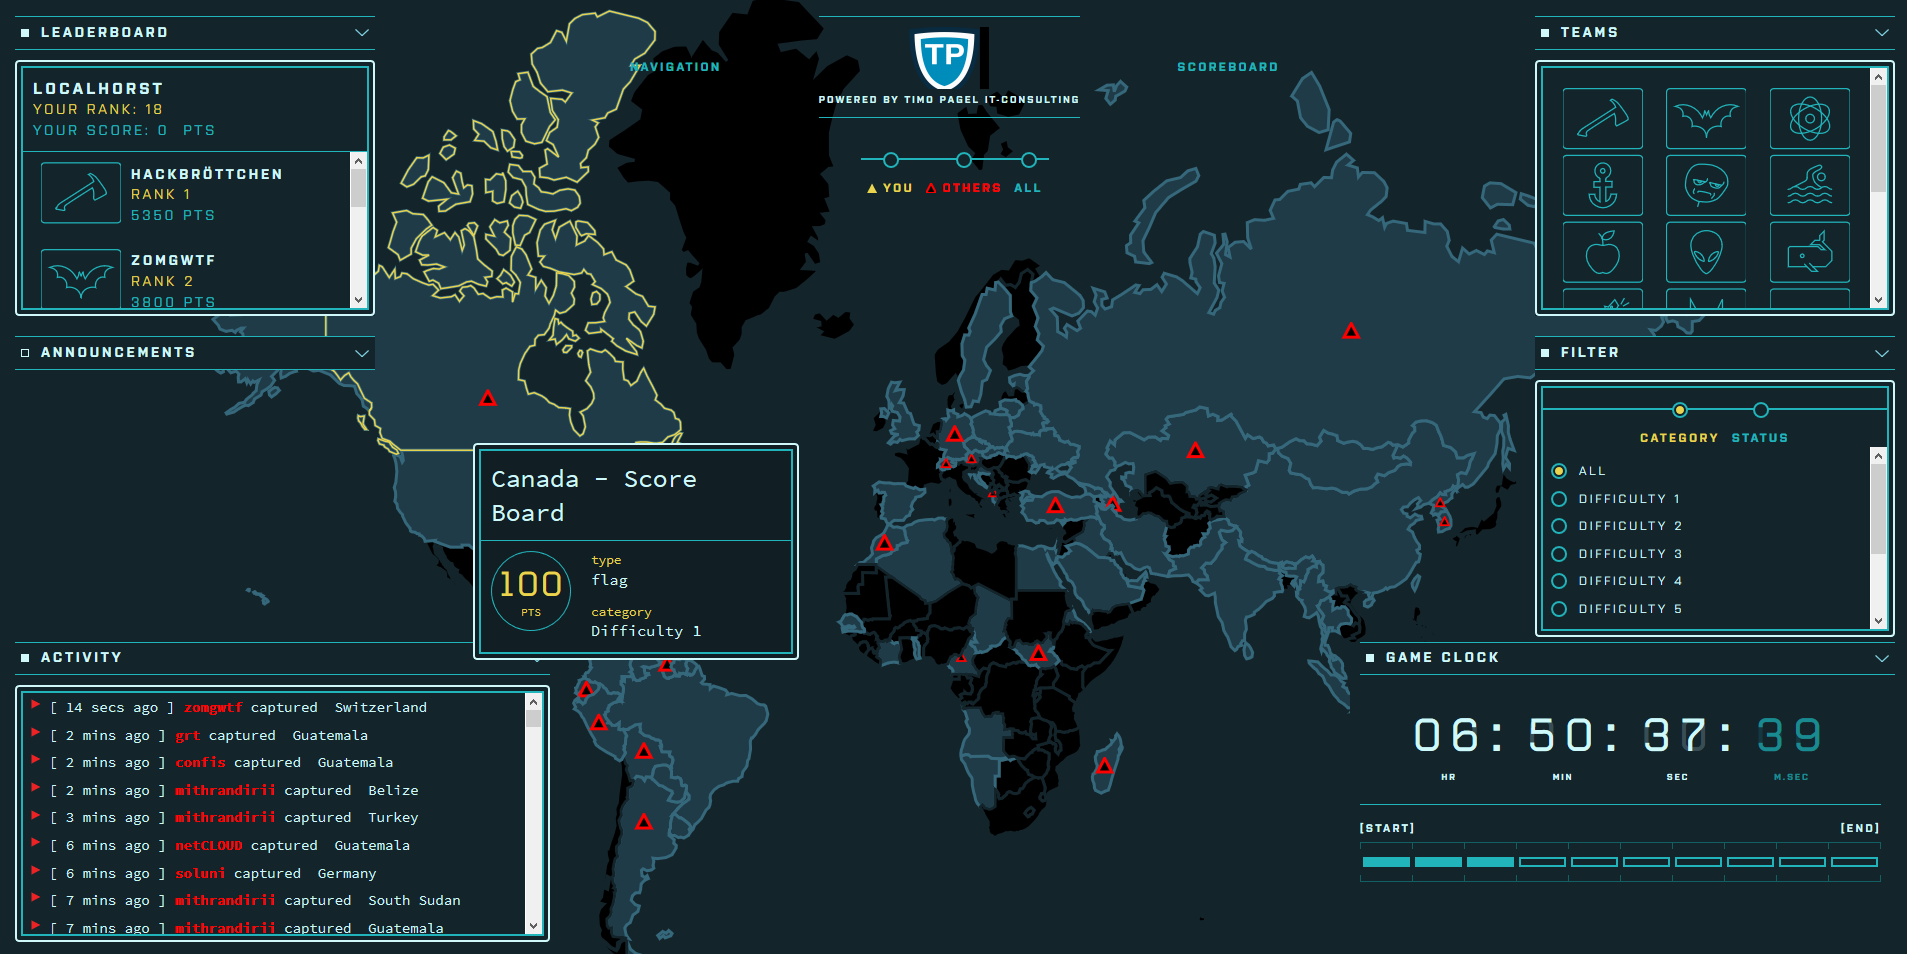 LEADERBOARD
LOCALHORST
YOUR RANK: 18
YOUR SCORE: 0 PTS
HACKBRÖTTCHEN
RANK 1
5350 PTS
ZOMGWTF
RANK 2
3800 PTS
ANNOUNCEMENTS
NAVIGATION
TP
POWERED BY TIMO PAGEL IT-CONSULTING
SCOREBOARD
YOU OTHERS ALL
TEAMS
FILTER
CATEGORY STATUS
ALL
DIFFICULTY 1
DIFFICULTY 2
DIFFICULTY 3
DIFFICULTY 4
DIFFICULTY 5
Canada - Score
Board
100
PTS
type
flag
category
Difficulty 1
ACTIVITY
[ 14 secs ago ] zomgwtf captured Switzerland
[ 2 mins ago ] grt captured Guatemala
[ 2 mins ago ] confis captured Guatemala
[ 2 mins ago ] mithrandirii captured Belize
[ 3 mins ago ] mithrandirii captured Turkey
[ 6 mins ago ] netCLOUD captured Guatemala
[ 6 mins ago ] soluni captured Germany
[ 7 mins ago ] mithrandirii captured South Sudan
[ 7 mins ago ] mithrandirii captured Guatemala
GAME CLOCK
06: 50: 37: 39
HR MIN SEC M.SEC
[START] [END]